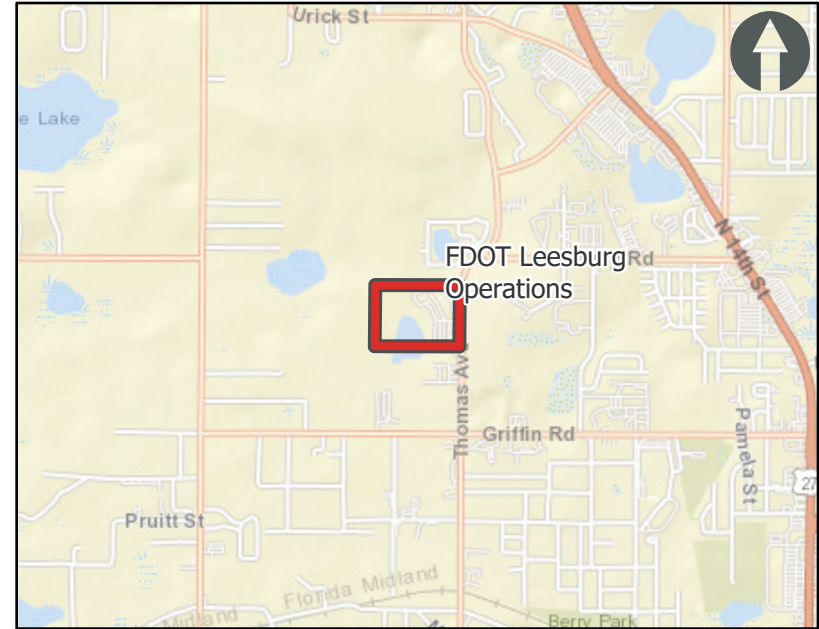 Urick St
e Lake
FDOT Leesburg
Operations
Rd
N 14th St
Thomas Ave
Griffin Rd
Pamela St
27
Pruitt St
Florida Midland
Midland
Berry Park